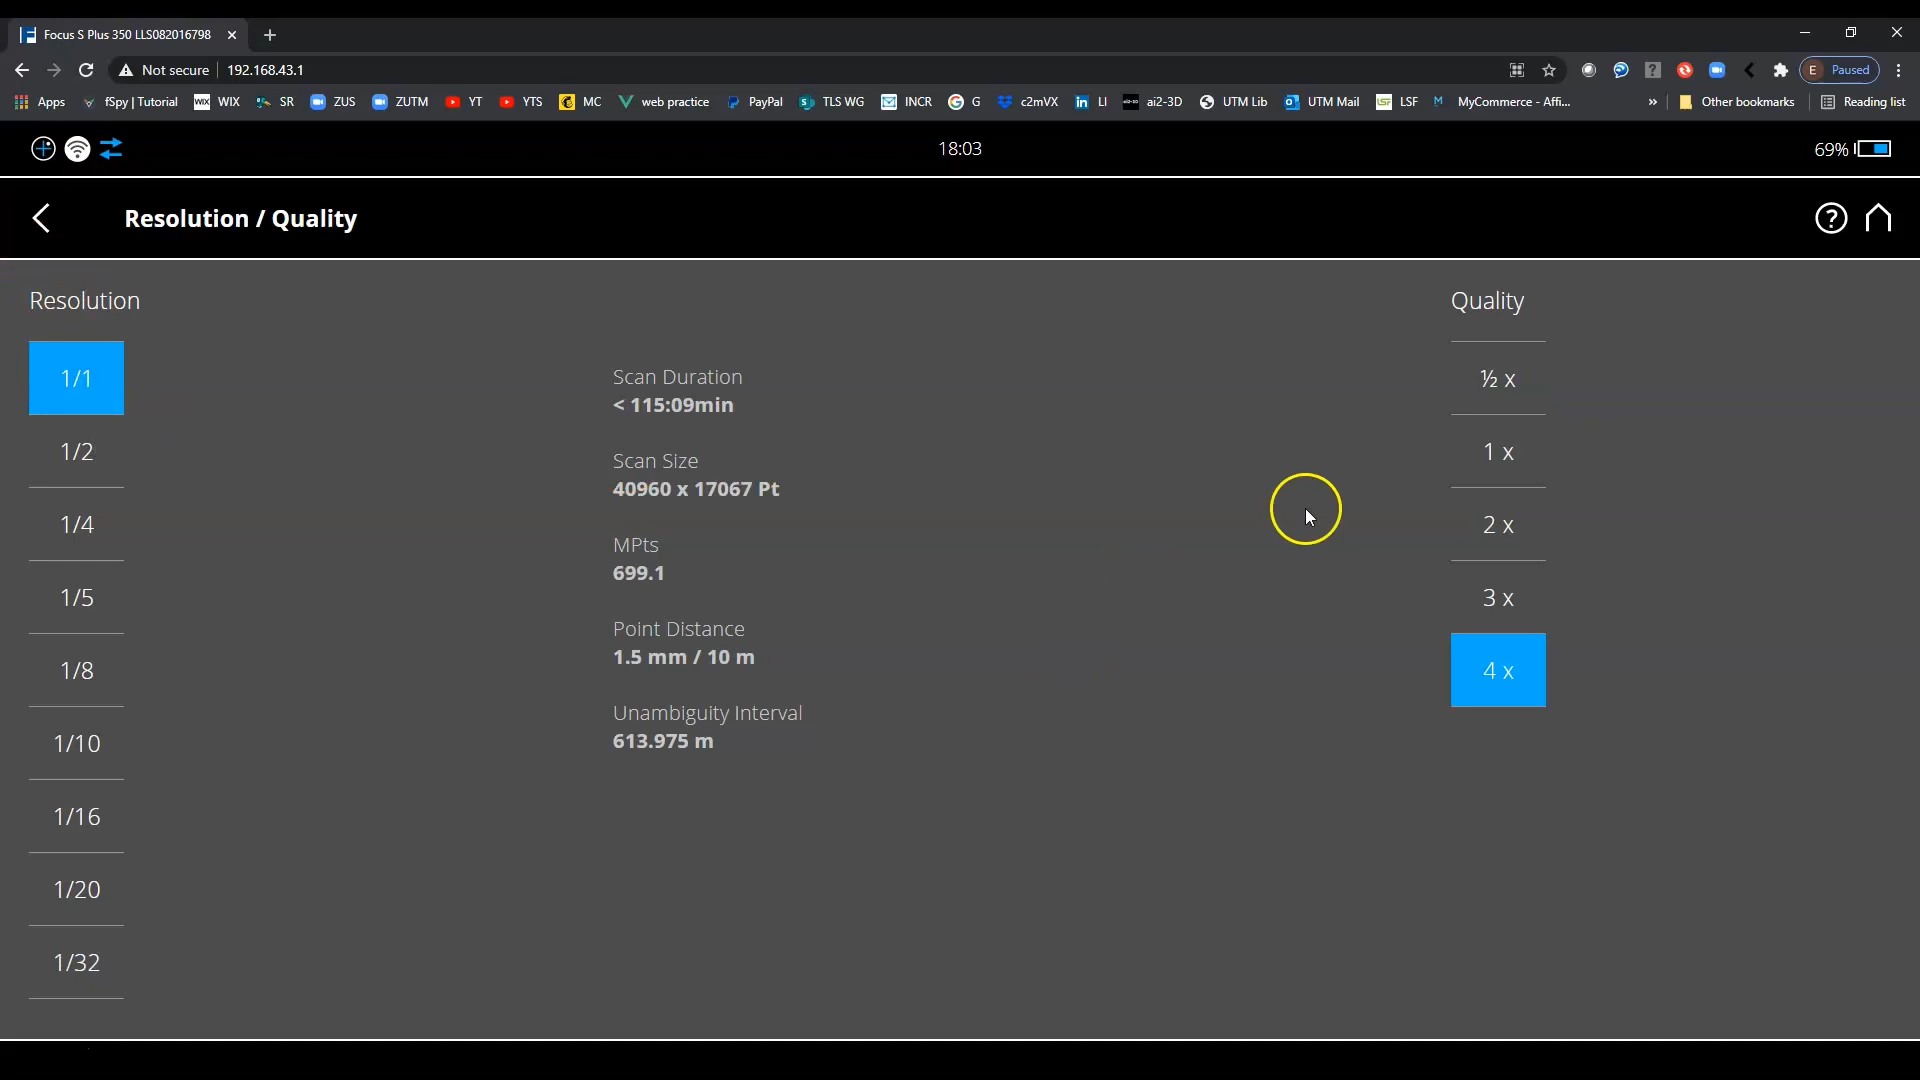 Focus S Plus 350 LLS082016798
Not secure 192.168.43.1
E Paused
Apps fSpy | Tutorial WIX WIX SR ZUS ZUTM YT YTS MC web practice PayPal TLS WG INCR G c2mVX LI ai2-3D UTM Lib UTM Mail LSF MyCommerce - Affi... » Other bookmarks Reading list
18:03
69%
Resolution / Quality
?
Resolution
Quality
1/1
1/2
1/4
1/5
1/8
1/10
1/16
1/20
1/32
Scan Duration
< 115:09min
Scan Size
40960 x 17067 Pt
MPts
699.1
Point Distance
1.5 mm / 10 m
Unambiguity Interval
613.975 m
½ x
1 x
2 x
3 x
4 x